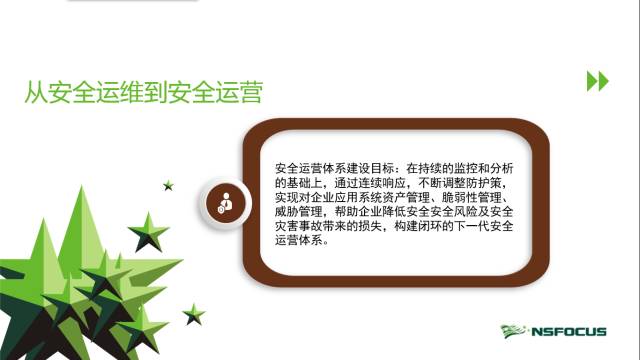 从安全运维到安全运营
安全运营体系建设目标：在持续的监控和分析
的基础上，通过连续响应，不断调整防护策，
实现对企业应用系统资产管理、脆弱性管理、
威胁管理，帮助企业降低安全安全风险及安全
灾害事故带来的损失，构建闭环的下一代安全
运营体系。
NSFOCUS